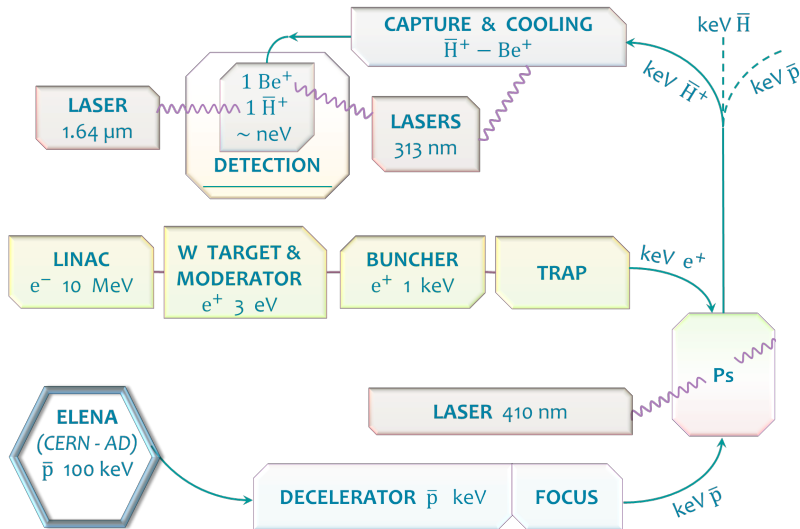 CAPTURE & COOLING
H̅⁺ – Be⁺
keV H̅
keV p̅
keV H̅⁺
1 Be⁺
1 H̅⁺
~ neV
DETECTION
LASER
1.64 µm
LASERS
313 nm
LINAC
e⁻ 10 MeV
W TARGET &
MODERATOR
e⁺ 3 eV
BUNCHER
e⁺ 1 keV
TRAP
keV e⁺
Ps
LASER 410 nm
ELENA
(CERN - AD)
p̅ 100 keV
DECELERATOR p̅ keV
FOCUS
keV p̅